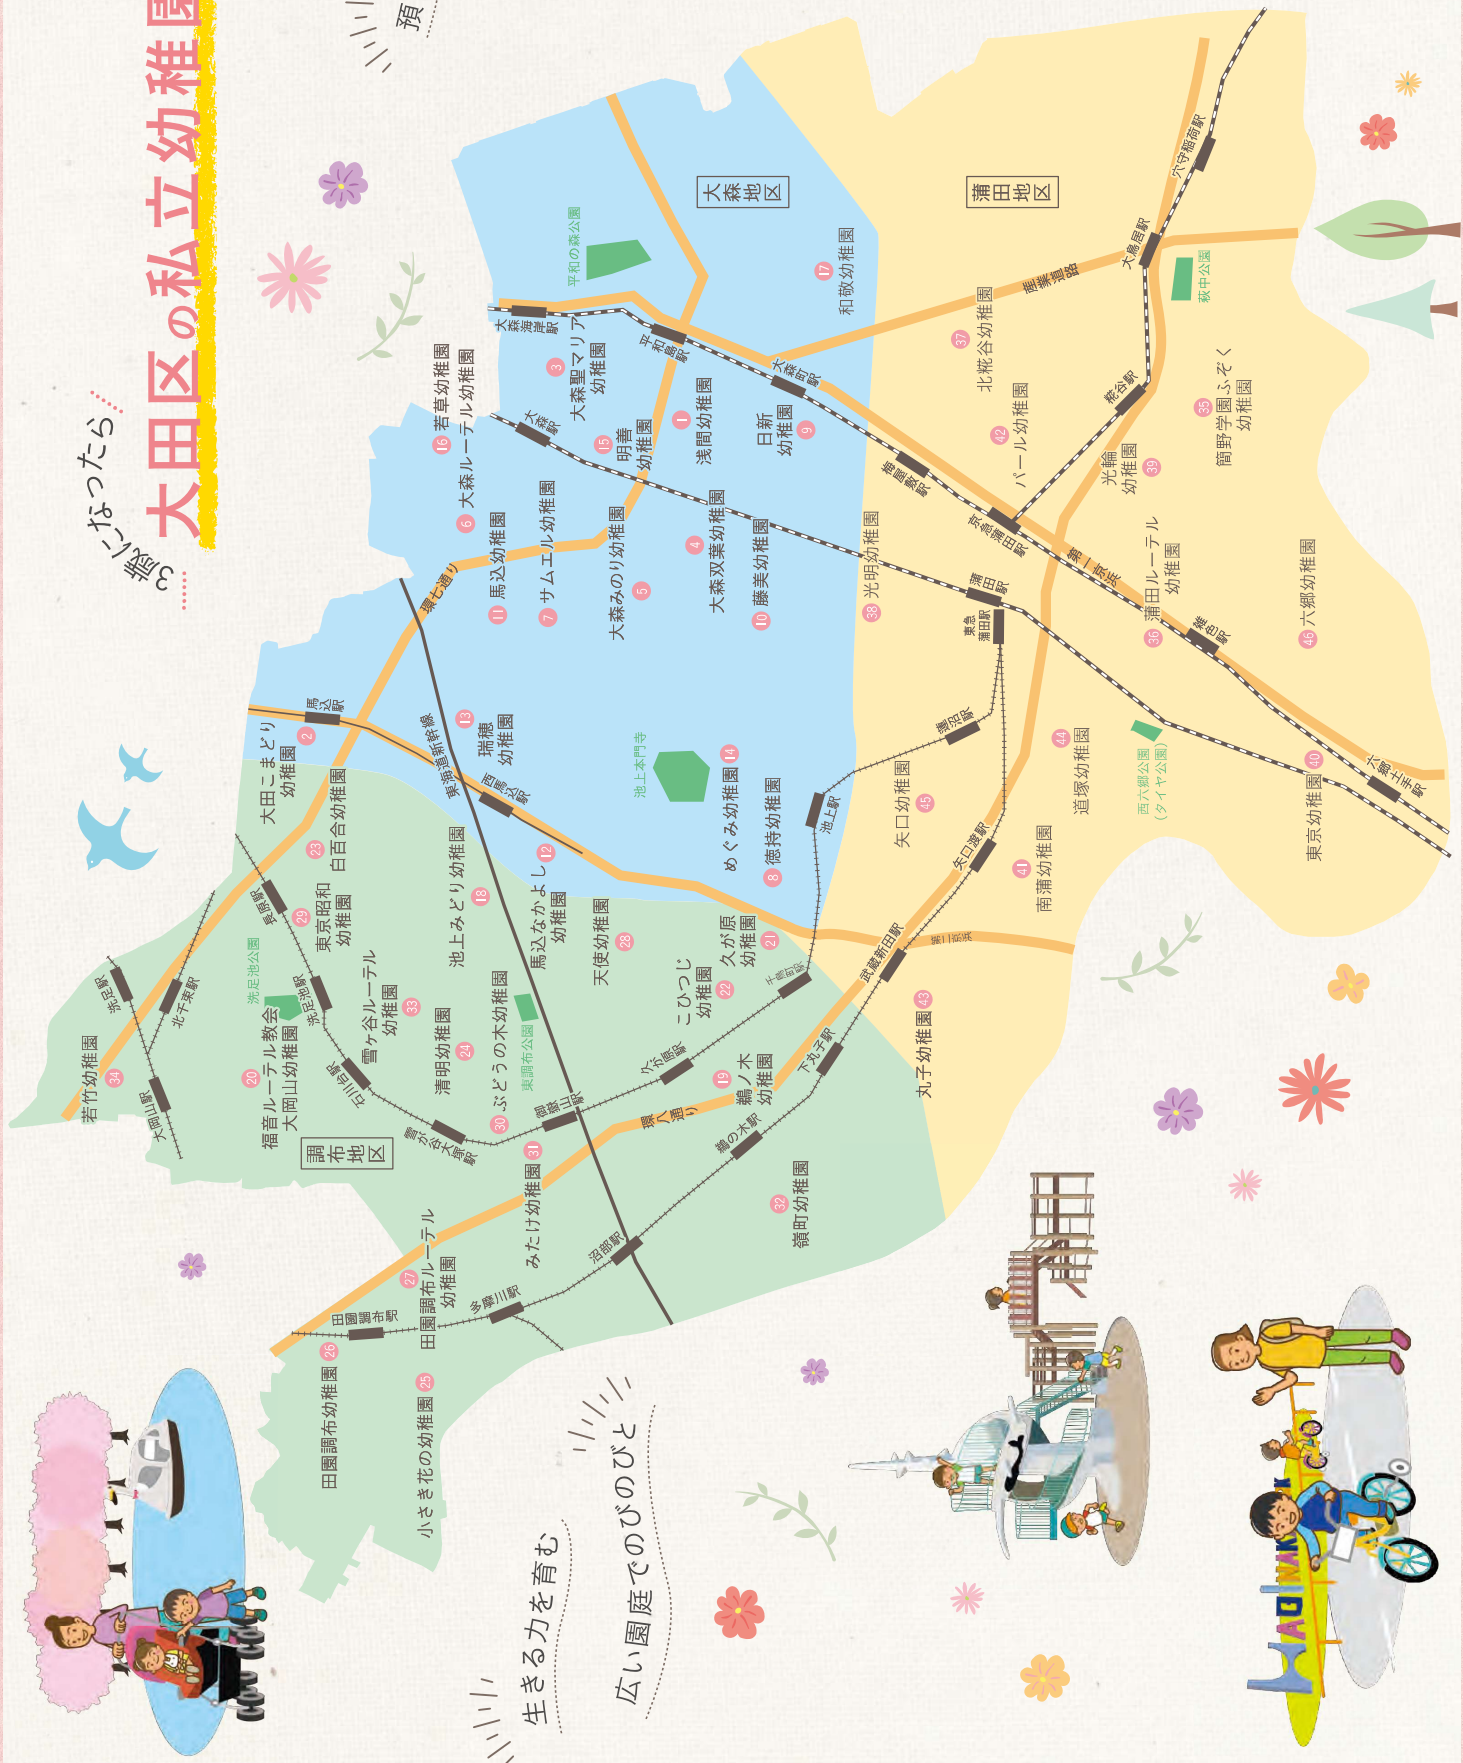 3歳になったら
大田区の私立幼稚園
預
生きる力を育む
広い園庭でのびのびと
調布地区
大森地区
蒲田地区
若竹幼稚園 34
洗足駅
大岡山駅
北千束駅
長原駅
洗足池公園
洗足池駅
福音ルーテル教会
大岡山幼稚園
20
石川台駅
雪ヶ谷ルーテル
幼稚園
33
東京昭和
幼稚園
29
白百合幼稚園
23
大田こまどり
幼稚園
2
馬込駅
雪が谷大塚駅
清明幼稚園
24
ぶどうの木幼稚園
30
東調布公園
御嶽山駅
みたけ幼稚園 31
池上みどり幼稚園
18
馬込なかよし
幼稚園
12
天使幼稚園
28
西馬込駅
東海道新幹線
瑞穂
幼稚園
13
環七通り
田園調布幼稚園 26
田園調布駅
田園調布ルーテル
幼稚園
27
小さき花の幼稚園 25
多摩川駅
沼部駅
環八通り
鵜の木駅
鵜ノ木
幼稚園
19
嶺町幼稚園
32
久が原駅
こひつじ
幼稚園
22
久が原
幼稚園
21
千鳥町駅
下丸子駅
武蔵新田駅
第二京浜
丸子幼稚園 43
矢口渡駅
矢口幼稚園
45
南蒲幼稚園
41
道塚幼稚園
44
池上駅
蓮沼駅
池上本門寺
めぐみ幼稚園 14
8 徳持幼稚園
若草幼稚園
16
6 大森ルーテル幼稚園
11 馬込幼稚園
7 サムエル幼稚園
大森みのり幼稚園
5
大森双葉幼稚園
4
10 藤美幼稚園
38 光明幼稚園
大森駅
大森海岸駅
平和の森公園
大森聖マリア
幼稚園
3
明善
幼稚園
15
浅間幼稚園
1
日新
幼稚園
9
平和島駅
大森町駅
和敬幼稚園
17
梅屋敷駅
京急蒲田駅
蒲田駅
東急
蒲田駅
産業道路
北糀谷幼稚園
37
パール幼稚園
42
光輪
幼稚園
39
簡野学園ふぞく
幼稚園
35
糀谷駅
大鳥居駅
穴守稲荷駅
萩中公園
第一京浜
蒲田ルーテル
幼稚園
36
雑色駅
46 六郷幼稚園
西六郷公園
(タイヤ公園)
東京幼稚園 40
六郷土手駅